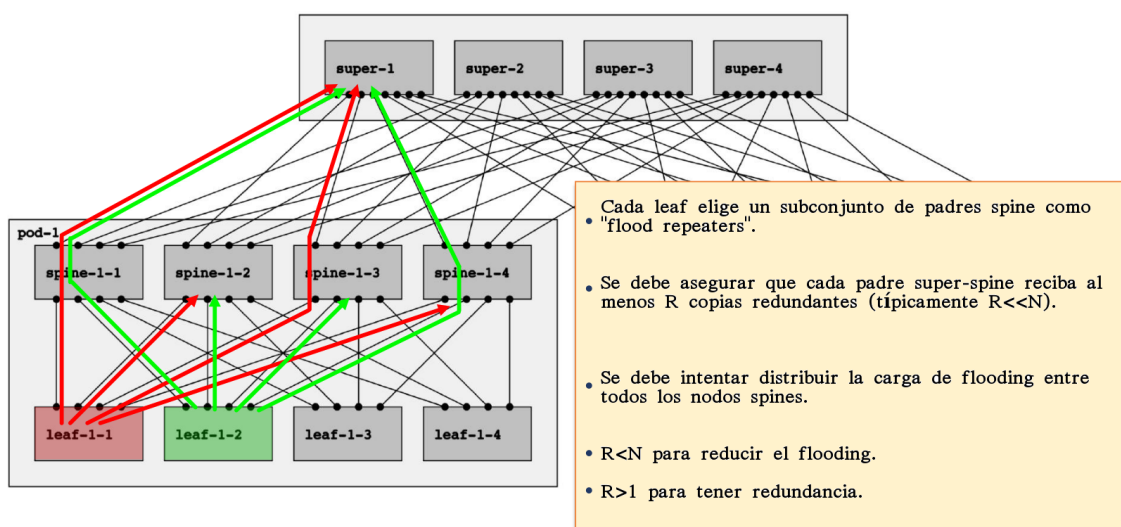 super-1
super-2
super-3
super-4
pod-1
spine-1-1
spine-1-2
spine-1-3
spine-1-4
leaf-1-1
leaf-1-2
leaf-1-3
leaf-1-4
• Cada leaf elige un subconjunto de padres spine como
"flood repeaters".
• Se debe asegurar que cada padre super-spine reciba al
menos R copias redundantes (típicamente R<<N).
• Se debe intentar distribuir la carga de flooding entre
todos los nodos spines.
• R<N para reducir el flooding.
• R>1 para tener redundancia.